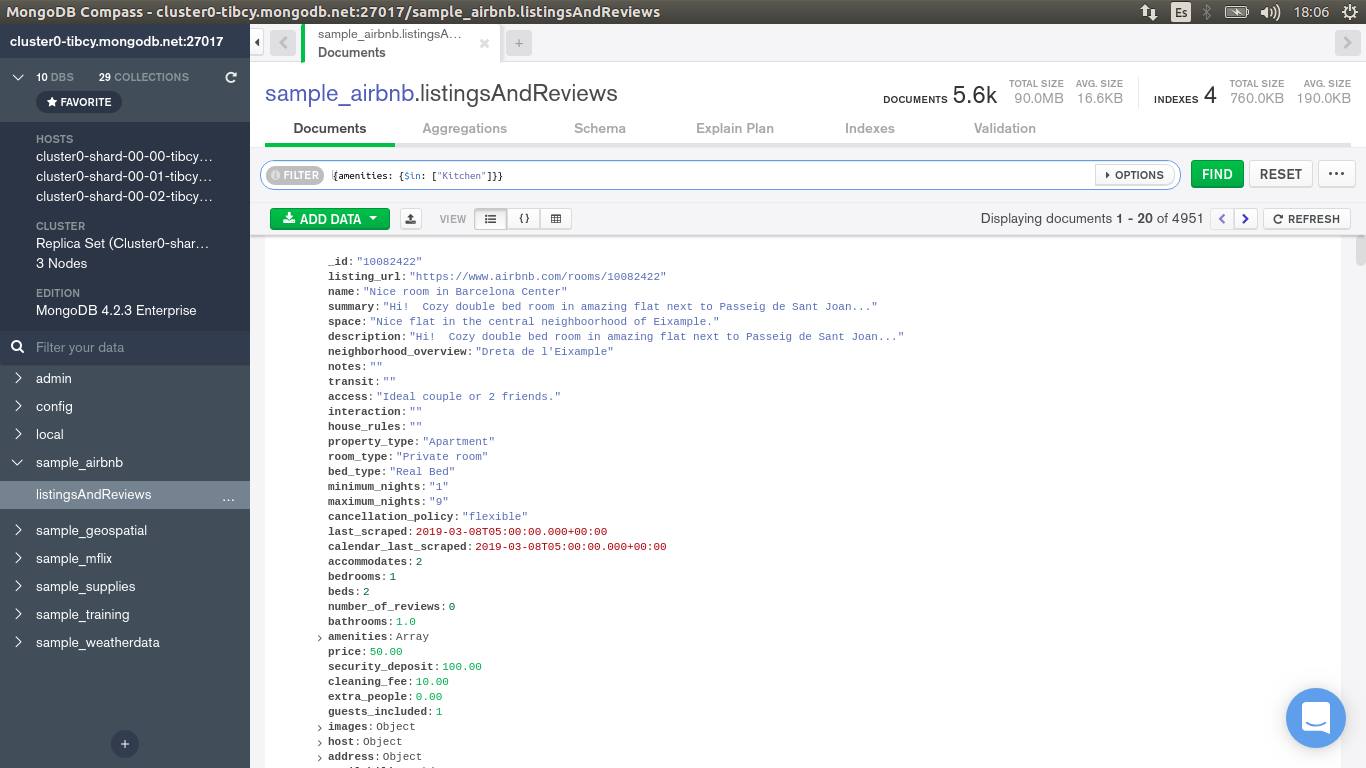 MongoDB Compass - cluster0-tibcy.mongodb.net:27017/sample_airbnb.listingsAndReviews
Es
18:06
cluster0-tibcy.mongodb.net:27017
10 DBS 29 COLLECTIONS
FAVORITE
HOSTS
cluster0-shard-00-00-tibcy…
cluster0-shard-00-01-tibcy…
cluster0-shard-00-02-tibcy…
CLUSTER
Replica Set (Cluster0-shar…
3 Nodes
EDITION
MongoDB 4.2.3 Enterprise
Filter your data
admin
config
local
sample_airbnb
listingsAndReviews …
sample_geospatial
sample_mflix
sample_supplies
sample_training
sample_weatherdata
+
sample_airbnb.listingsA…
Documents
+
sample_airbnb.listingsAndReviews
DOCUMENTS 5.6k
TOTAL SIZE
90.0MB
AVG. SIZE
16.6KB
INDEXES 4
TOTAL SIZE
760.0KB
AVG. SIZE
190.0KB
Documents Aggregations Schema Explain Plan Indexes Validation
FILTER {amenities: {$in: ["Kitchen"]}} OPTIONS FIND RESET ...
ADD DATA VIEW {} Displaying documents 1 - 20 of 4951 < > REFRESH
_id:"10082422"
listing_url:"https://www.airbnb.com/rooms/10082422"
name:"Nice room in Barcelona Center"
summary:"Hi!  Cozy double bed room in amazing flat next to Passeig de Sant Joan..."
space:"Nice flat in the central neighboorhood of Eixample."
description:"Hi!  Cozy double bed room in amazing flat next to Passeig de Sant Joan..."
neighborhood_overview:"Dreta de l'Eixample"
notes:""
transit:""
access:"Ideal couple or 2 friends."
interaction:""
house_rules:""
property_type:"Apartment"
room_type:"Private room"
bed_type:"Real Bed"
minimum_nights:"1"
maximum_nights:"9"
cancellation_policy:"flexible"
last_scraped:2019-03-08T05:00:00.000+00:00
calendar_last_scraped:2019-03-08T05:00:00.000+00:00
accommodates:2
bedrooms:1
beds:2
number_of_reviews:0
bathrooms:1.0
amenities:Array
price:50.00
security_deposit:100.00
cleaning_fee:10.00
extra_people:0.00
guests_included:1
images:Object
host:Object
address:Object